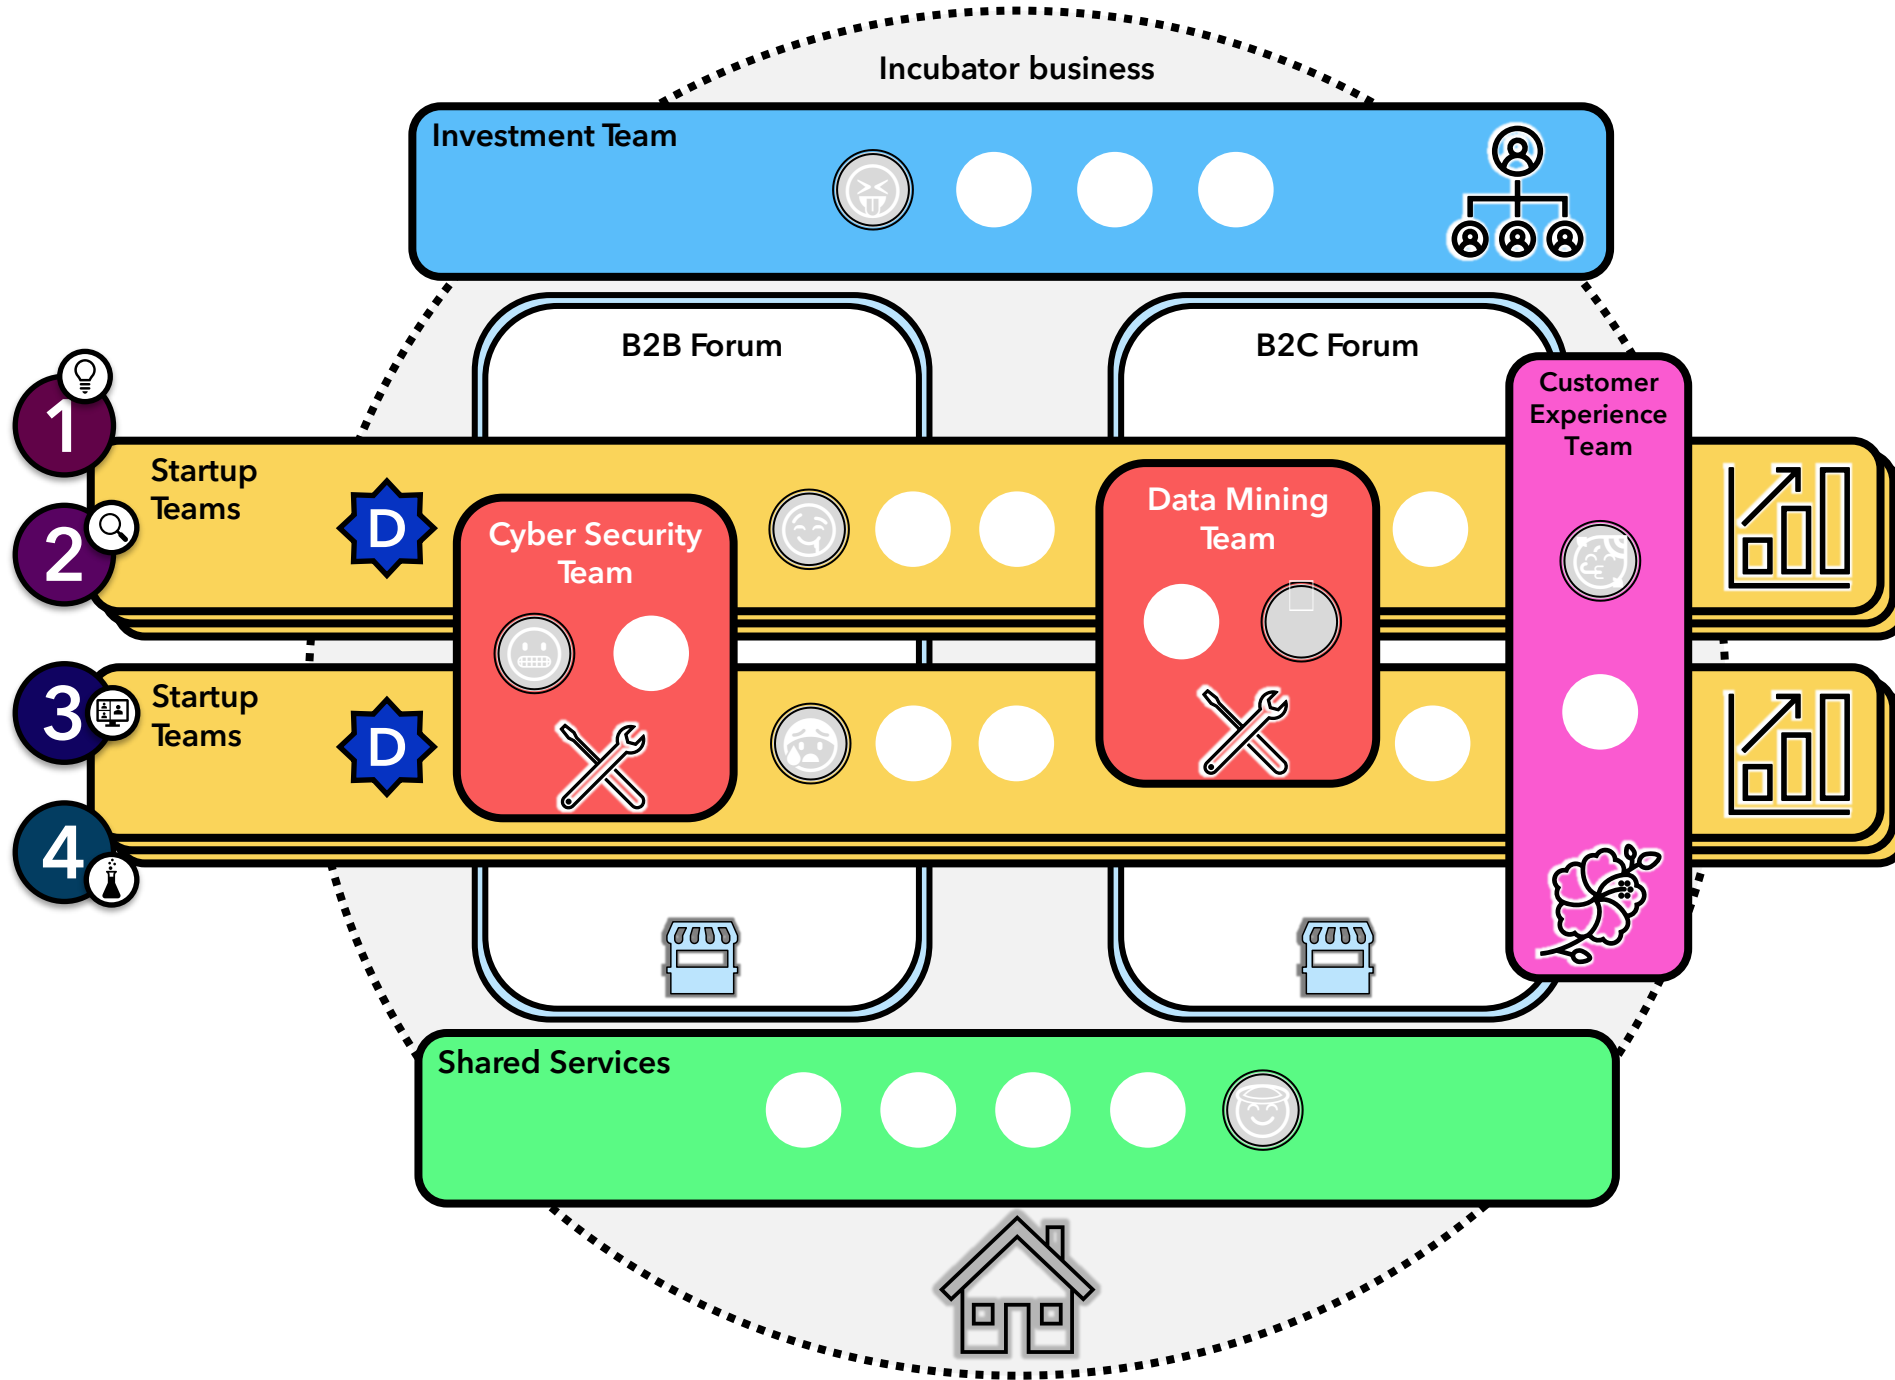 Incubator business
Investment Team
B2B Forum
B2C Forum
1
2
3
4
Startup
Teams
D
Cyber Security
Team
Data Mining
Team
Customer
Experience
Team
Startup
Teams
D
Shared Services